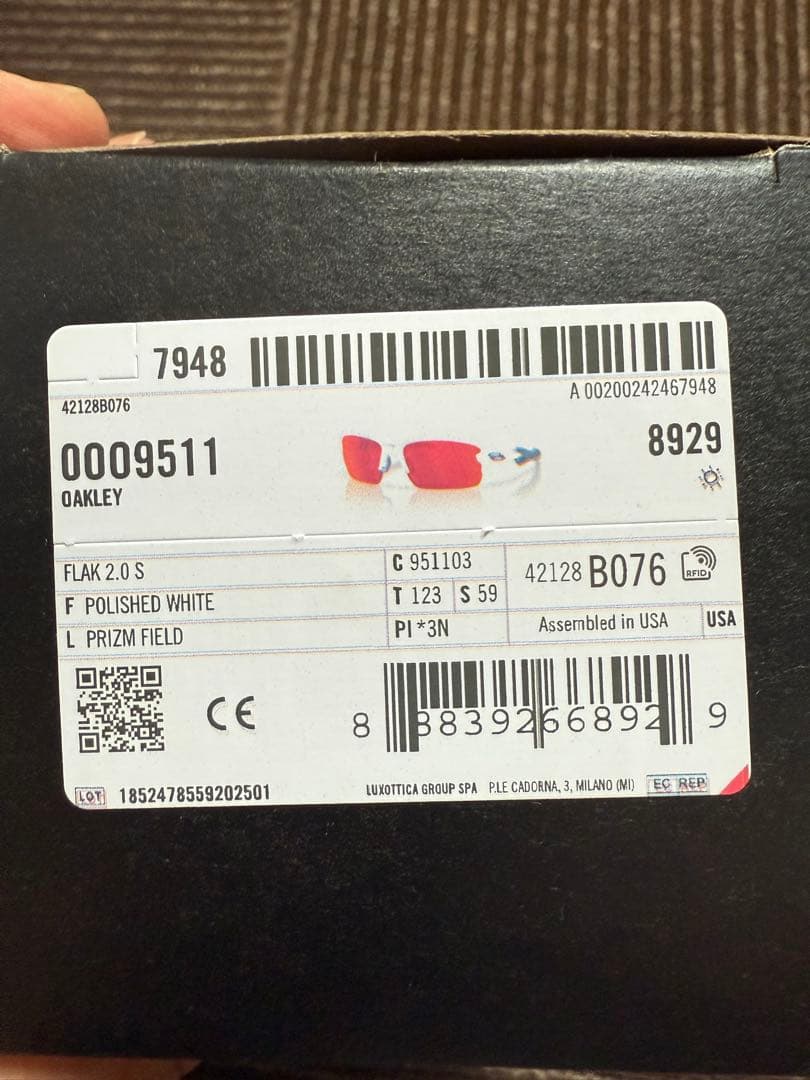 7948
A 00200242467948
42128B076
0009511
8929
OAKLEY
FLAK 2.0 S
C 951103
42128 B076
RFID
F POLISHED WHITE
T 123
S 59
L PRIZM FIELD
PI *3N
Assembled in USA
USA
CE
8 888392668929
LOT 1852478559202501
LUXOTTICA GROUP SPA P.LE CADORNA, 3, MILANO (MI)
EC REP